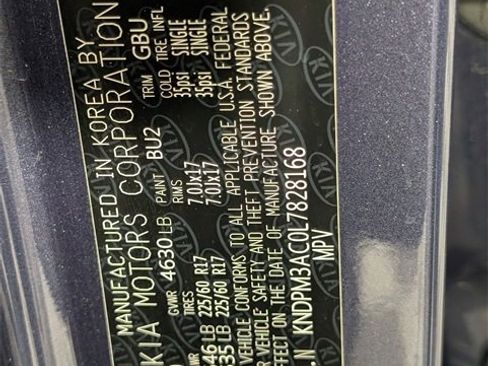 MANUFACTURED IN KOREA BY
KIA MOTORS CORPORATION
GVWR 4630 LB PAINT BU2 TRIM GBU
TIRES RIMS COLD TIRE INFL
46 LB 225/60 R17 7.0JX17 35psi SINGLE
35 LB 225/60 R17 7.0JX17 35psi SINGLE
VEHICLE CONFORMS TO ALL APPLICABLE U.S.A. FEDERAL
VEHICLE SAFETY AND THEFT PREVENTION STANDARDS
EFFECT ON THE DATE OF MANUFACTURE SHOWN ABOVE.
.N KNDPM3AC0L7828168
MPV